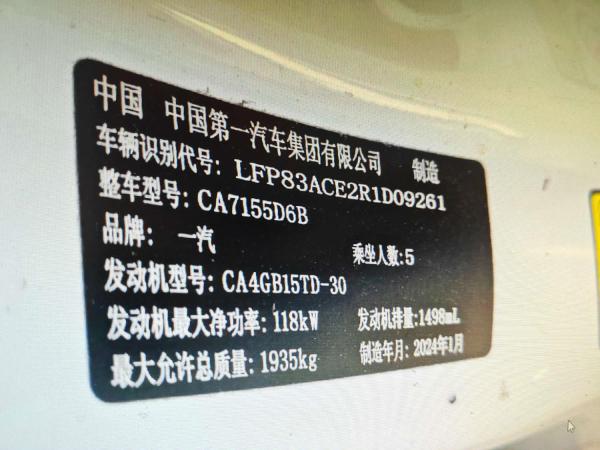 中国 中国第一汽车集团有限公司 制造
车辆识别代号: LFP83ACE2R1D09261
整车型号: CA7155D6B
品牌: 一汽 乘坐人数:5
发动机型号: CA4GB15TD-30
发动机最大净功率: 118kW 发动机排量:1498mL
最大允许总质量: 1935kg 制造年月: 2024年1月